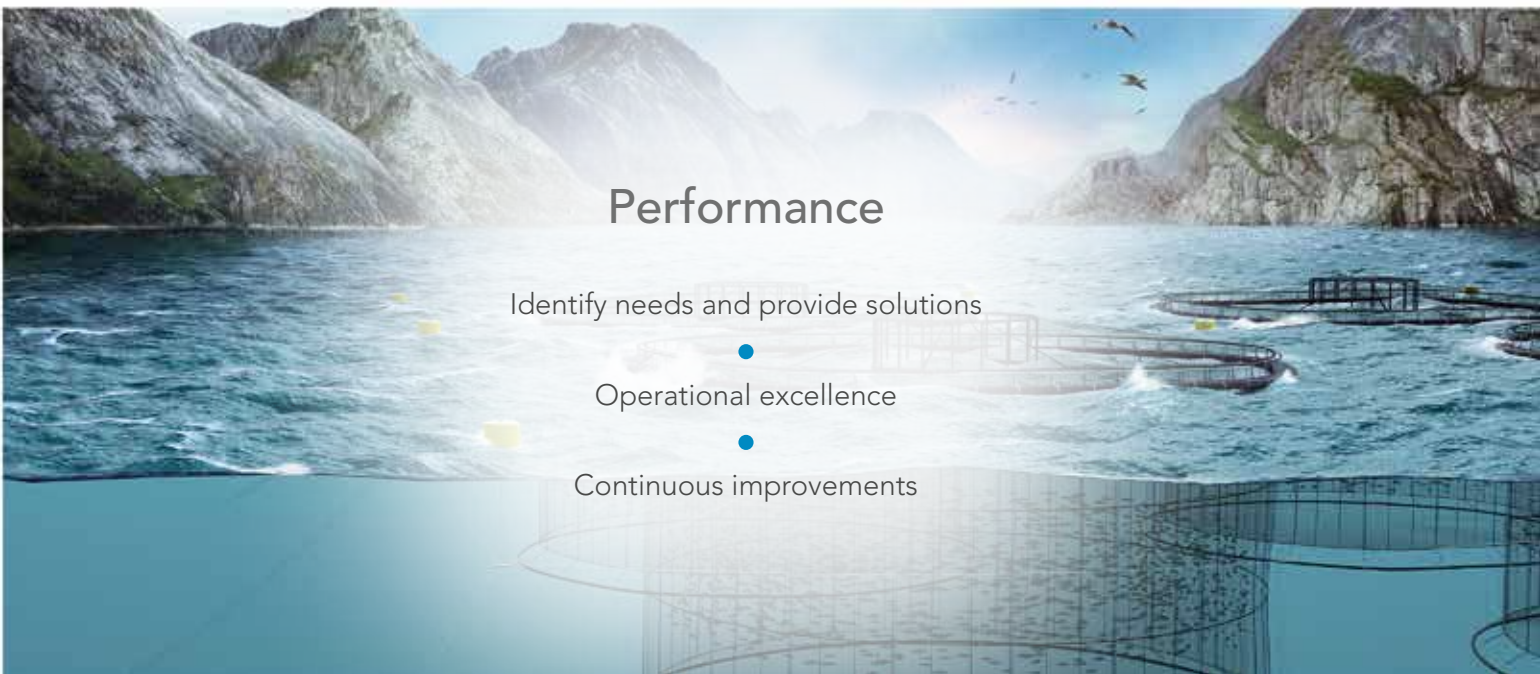 Performance
Identify needs and provide solutions
Operational excellence
Continuous improvements